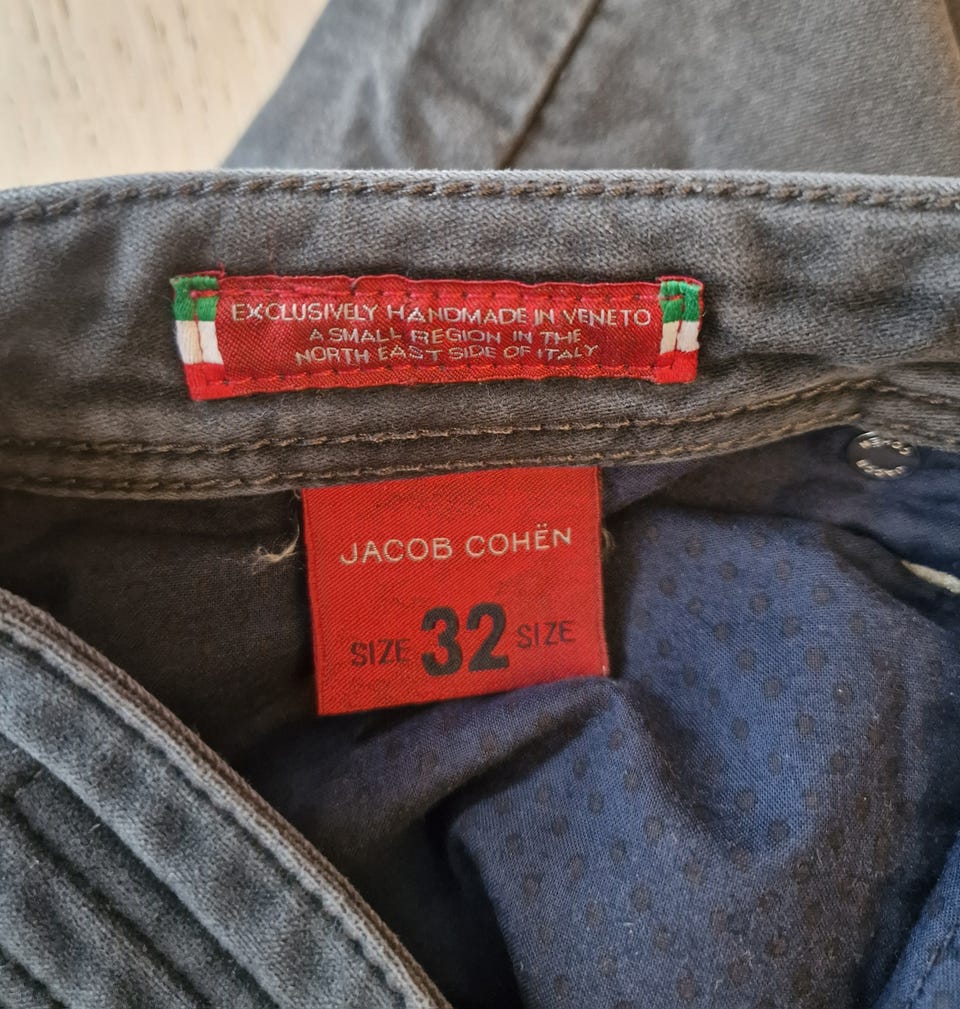 EXCLUSIVELY HANDMADE IN VENETO
A SMALL REGION IN THE
NORTH EAST SIDE OF ITALY
JACOB COHËN
SIZE 32 SIZE